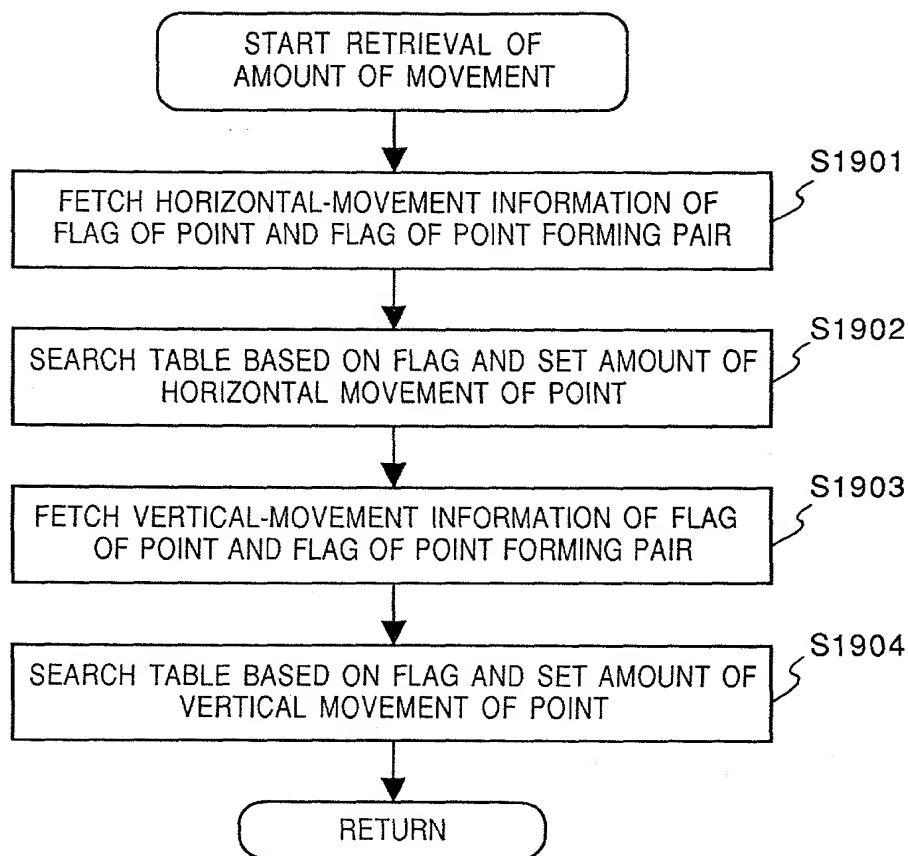 START RETRIEVAL OF
AMOUNT OF MOVEMENT
S1901
FETCH HORIZONTAL-MOVEMENT INFORMATION OF
FLAG OF POINT AND FLAG OF POINT FORMING PAIR
S1902
SEARCH TABLE BASED ON FLAG AND SET AMOUNT OF
HORIZONTAL MOVEMENT OF POINT
S1903
FETCH VERTICAL-MOVEMENT INFORMATION OF FLAG
OF POINT AND FLAG OF POINT FORMING PAIR
S1904
SEARCH TABLE BASED ON FLAG AND SET AMOUNT OF
VERTICAL MOVEMENT OF POINT
RETURN